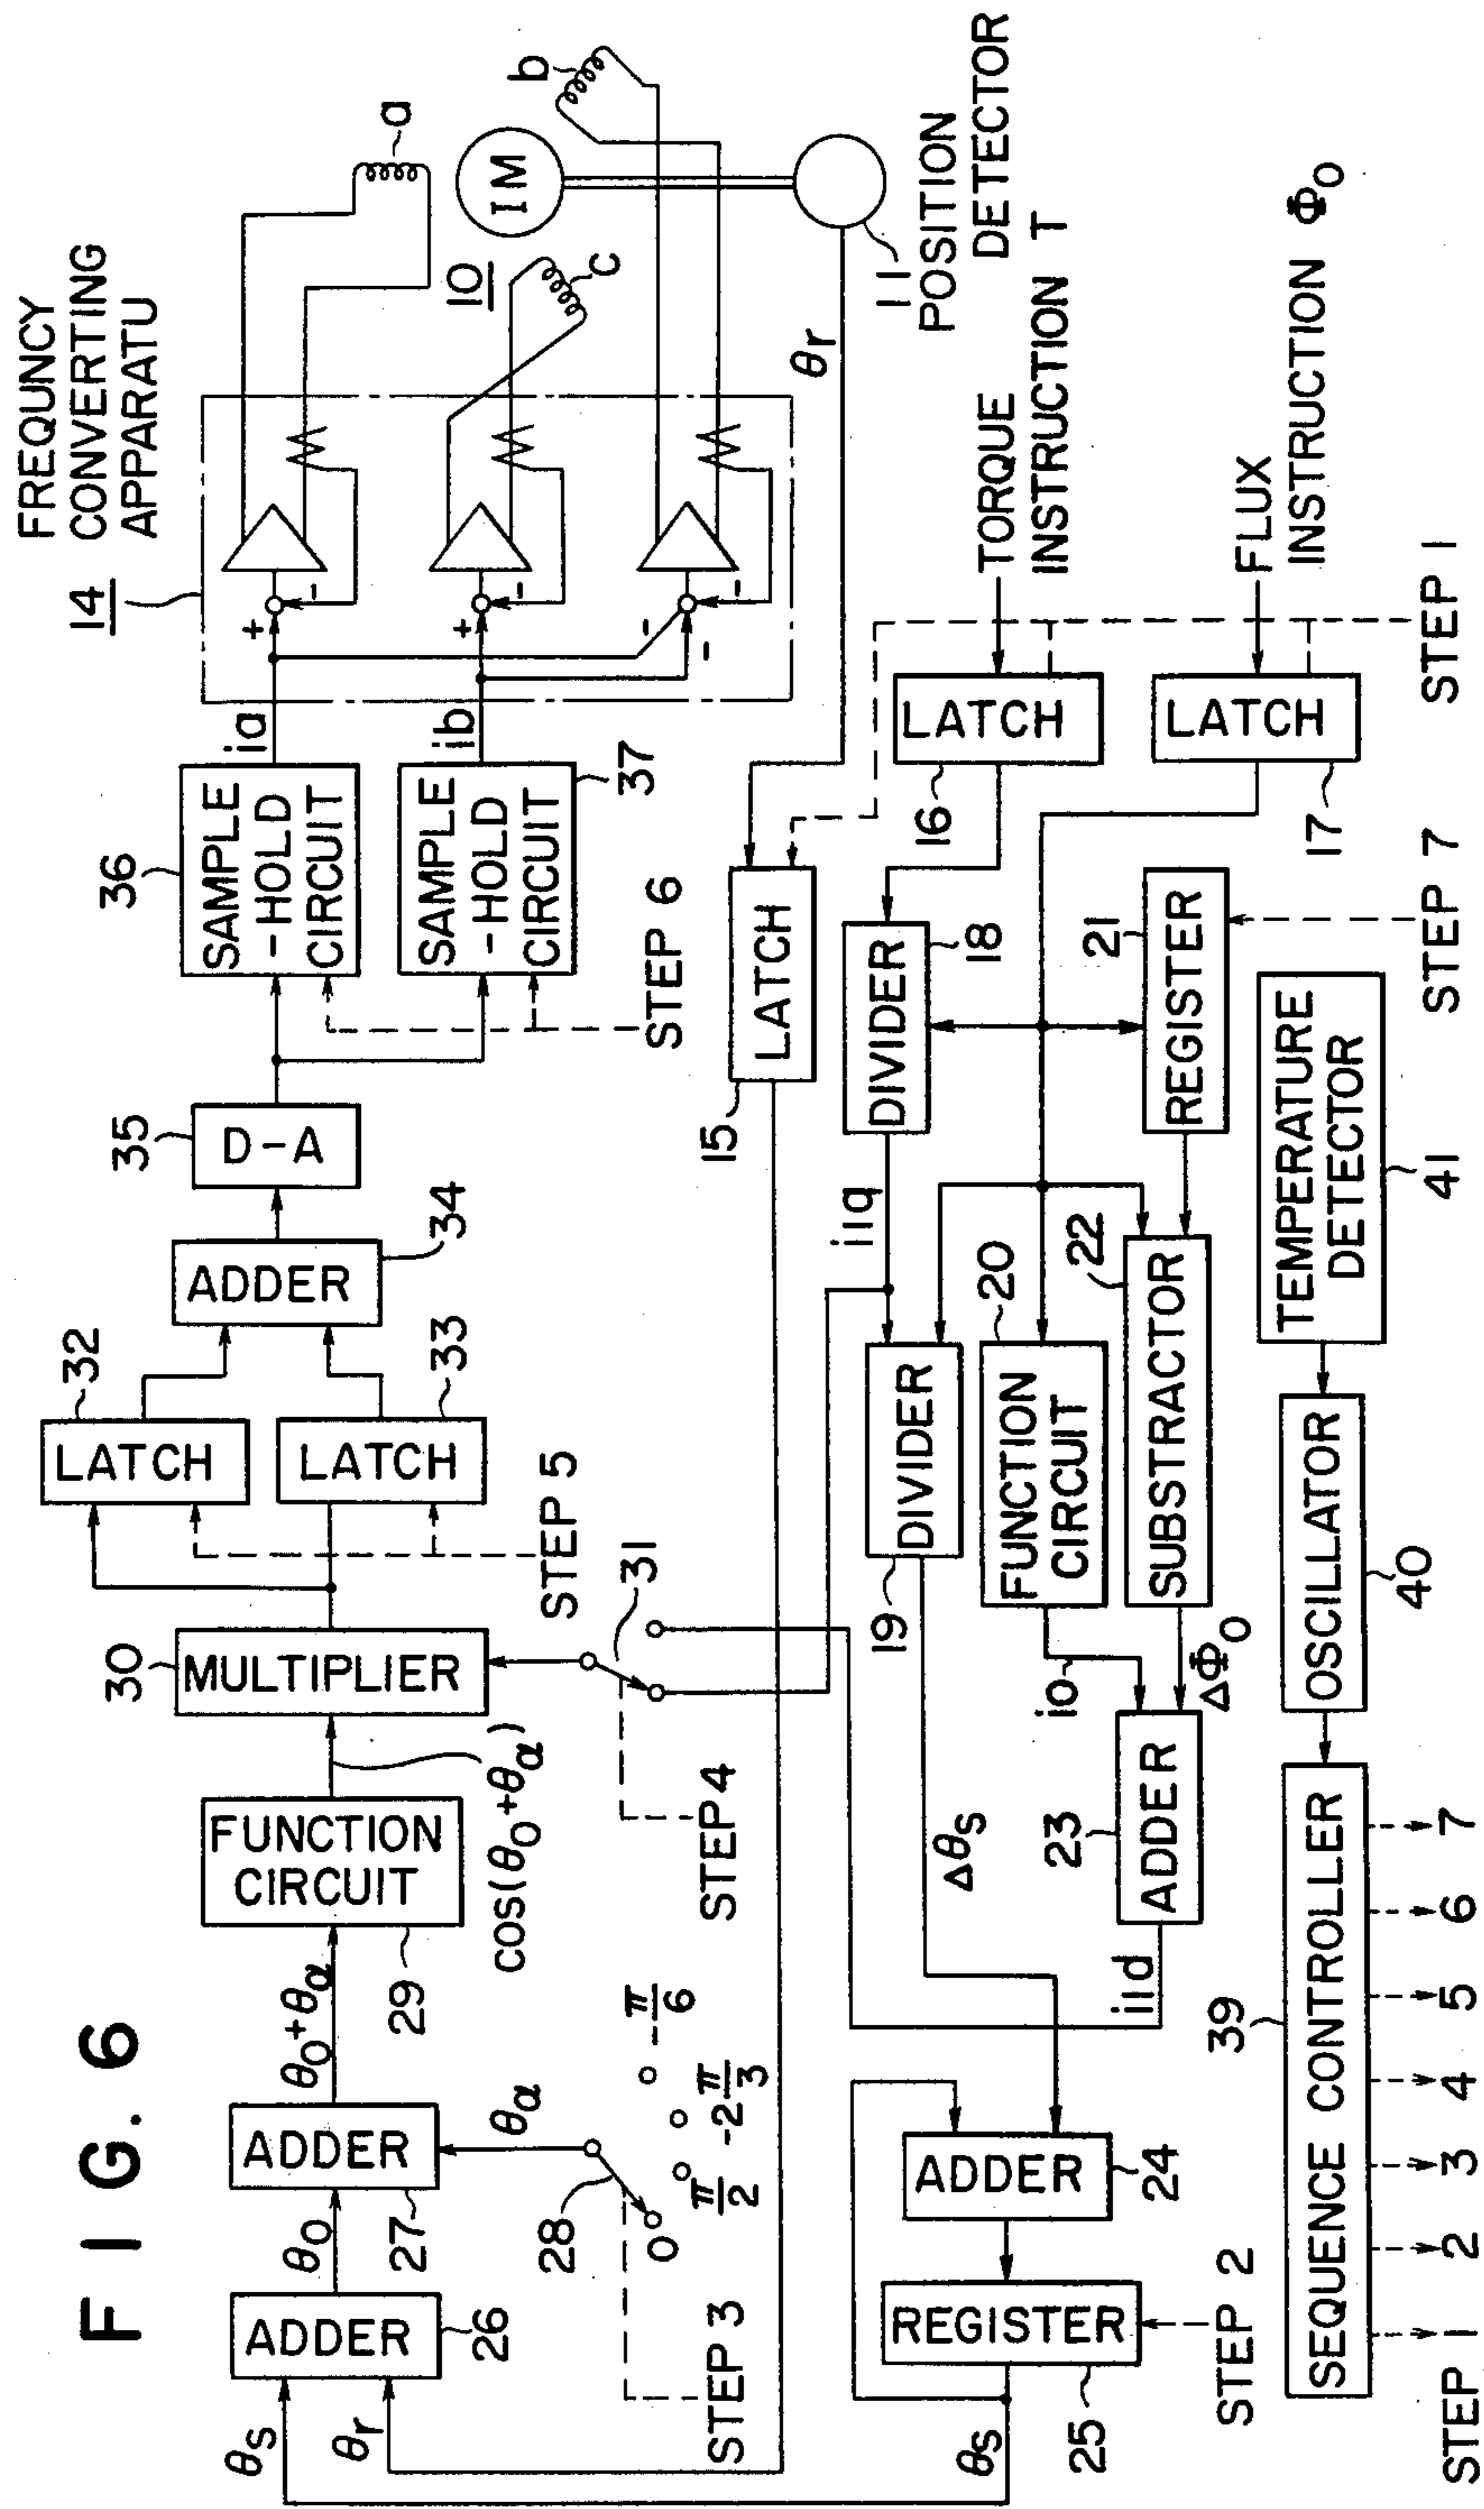 FIG. 6
FREQUNCY
CONVERTING
APPARATU
14
36
SAMPLE
-HOLD
CIRCUIT
ia
+
-
a
35
D-A
34
ADDER
32
LATCH
33
LATCH
30
MULTIPLIER
FUNCTION
CIRCUIT
29
cos(θ0+θα)
θ0+θα
ADDER
27
θ0
ADDER
26
θs
θr
SAMPLE
-HOLD
CIRCUIT
37
ib
+
-
-
-
-
10
c
IM
b
STEP 6
STEP 5
31
STEP 4
θα
28
0
π/2
-2π/3
-π/6
STEP 3
11
POSITION
DETECTOR
θr
LATCH
15
TORQUE
INSTRUCTION T
LATCH
16
FLUX
INSTRUCTION Φ0
LATCH
17
STEP 1
DIVIDER
18
i1q
21
REGISTER
STEP 7
DIVIDER
19
20
FUNCTION
CIRCUIT
22
SUBSTRACTOR
io
ΔΦ0
23
ADDER
i1d
Δθs
ADDER
24
REGISTER
25
STEP 2
θs
TEMPERATURE
DETECTOR
41
OSCILLATOR
40
39
SEQUENCE CONTROLLER
STEP 1 2 3 4 5 6 7